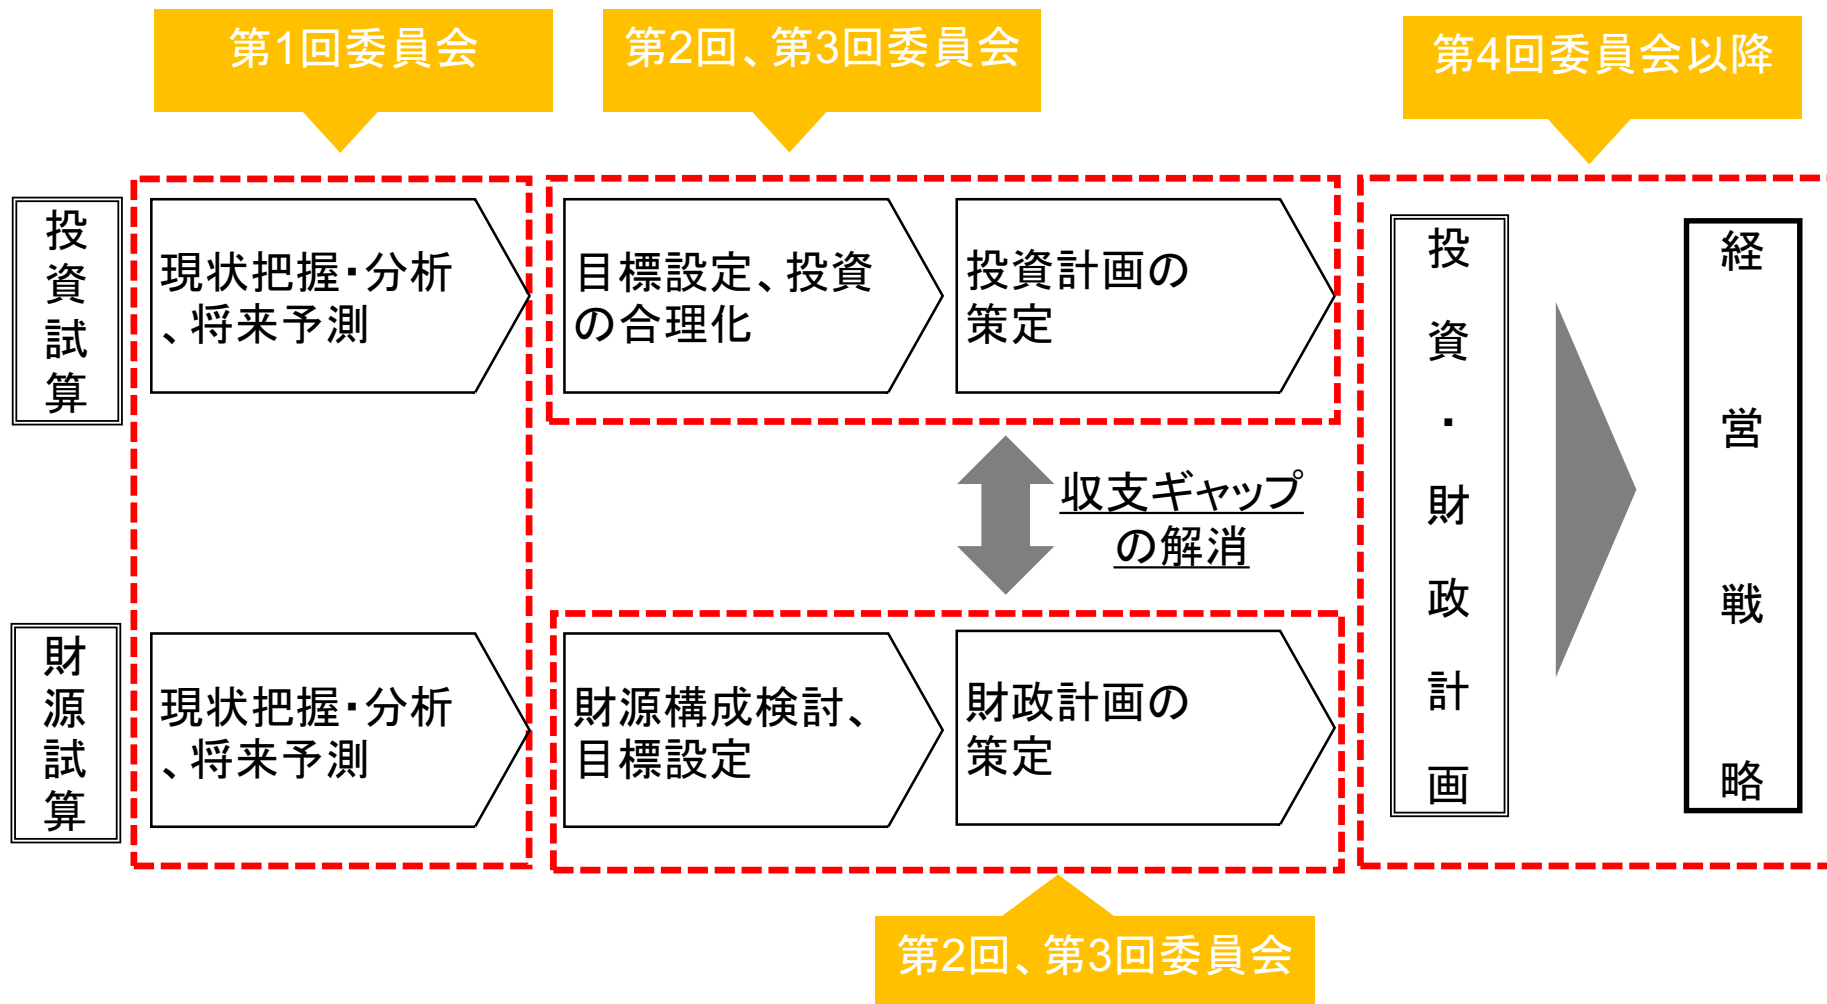 第1回委員会
第2回、第3回委員会
第4回委員会以降
投資試算
現状把握・分析
、将来予測
目標設定、投資
の合理化
投資計画の
策定
収支ギャップ
の解消
財源試算
現状把握・分析
、将来予測
財源構成検討、
目標設定
財政計画の
策定
投資・財政計画
経営戦略
第2回、第3回委員会